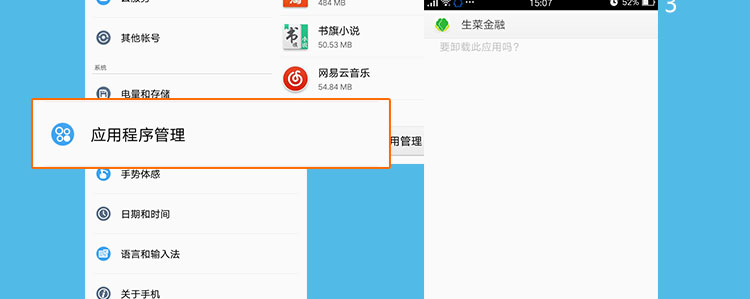 其他帐号
系统
电量和存储
应用程序管理
手势体感
日期和时间
语言和输入法
关于手机
484 MB
书旗小说
50.53 MB
网易云音乐
54.84 MB
用管理
15:07
52%
3
生菜金融
要卸载此应用吗?